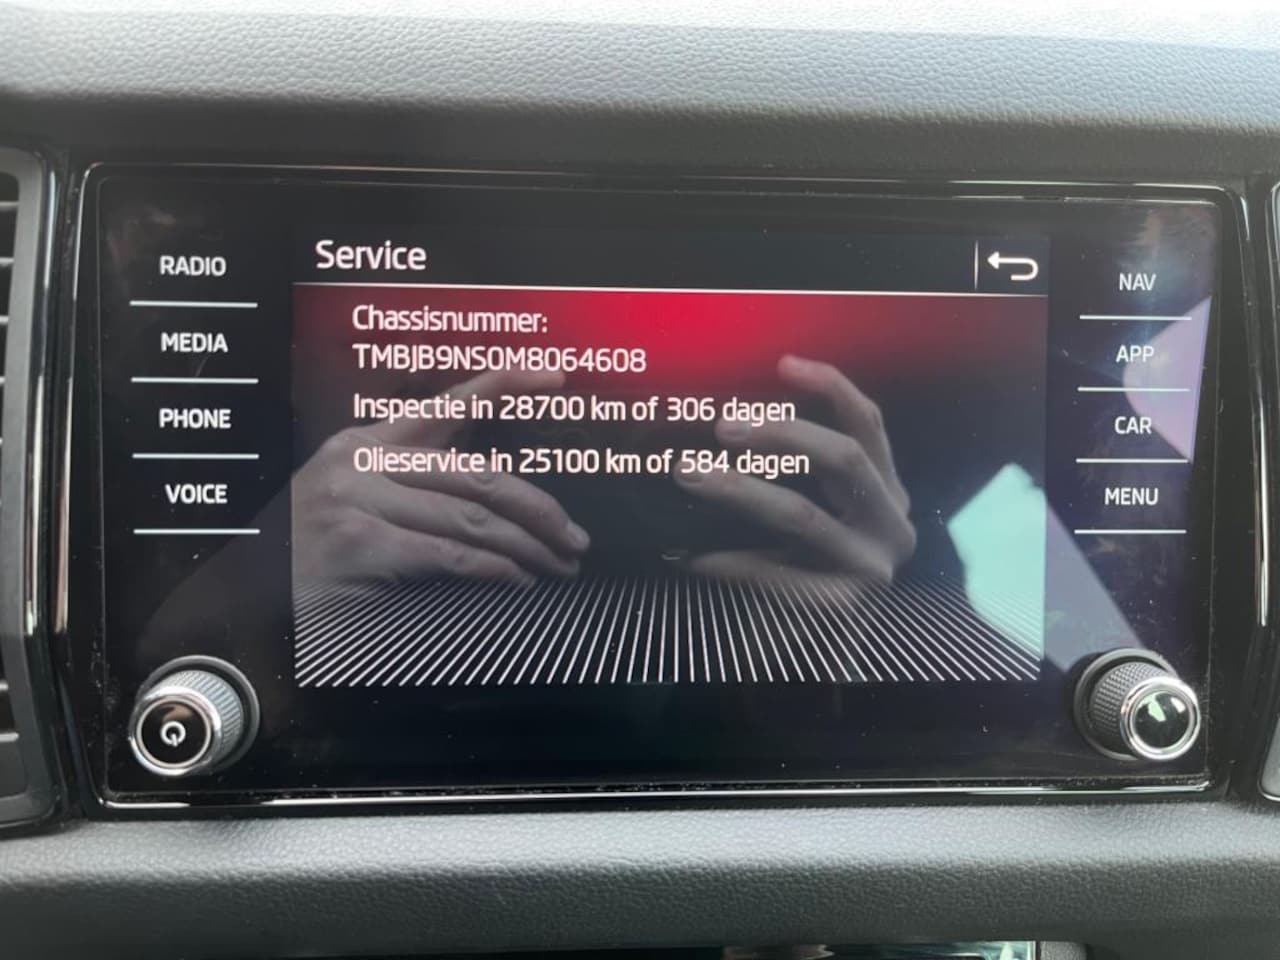 Service
RADIO
MEDIA
PHONE
VOICE
Chassisnummer:
TMBJB9NS0M8064608
Inspectie in 28700 km of 306 dagen
Olieservice in 25100 km of 584 dagen
NAV
APP
CAR
MENU